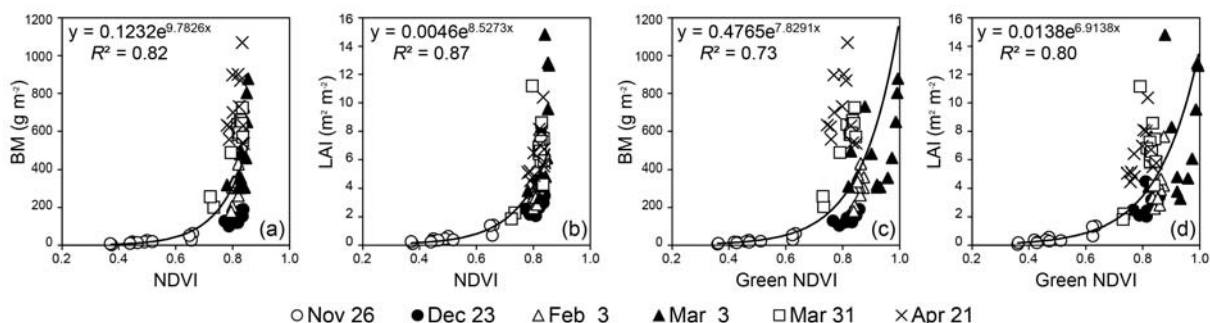 y = 0.1232e^9.7826x
R² = 0.82
BM (g m⁻²)
1200
1000
800
600
400
200
0
0.2 0.4 0.6 0.8 1.0
NDVI
(a)
y = 0.0046e^8.5273x
R² = 0.87
LAI (m² m⁻²)
16
14
12
10
8
6
4
2
0
0.2 0.4 0.6 0.8 1.0
NDVI
(b)
y = 0.4765e^7.8291x
R² = 0.73
BM (g m⁻²)
1200
1000
800
600
400
200
0
0.2 0.4 0.6 0.8 1.0
Green NDVI
(c)
y = 0.0138e^6.9138x
R² = 0.80
LAI (m² m⁻²)
16
14
12
10
8
6
4
2
0
0.2 0.4 0.6 0.8 1.0
Green NDVI
(d)
Nov 26 Dec 23 Feb 3 Mar 3 Mar 31 Apr 21